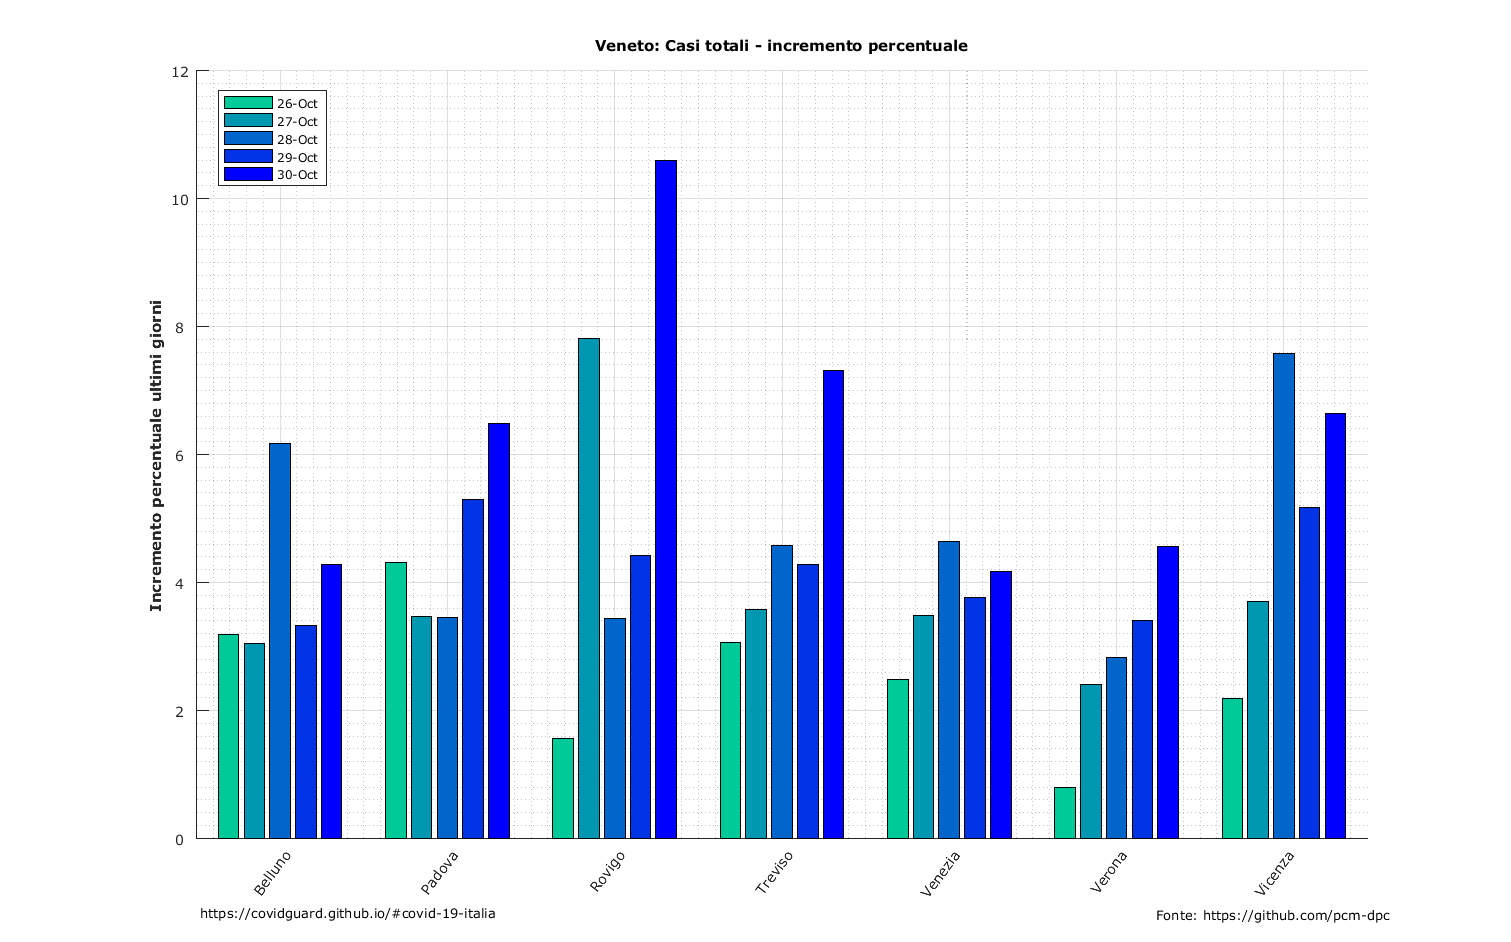 Veneto: Casi totali - incremento percentuale
12
10
8
6
4
2
0
Incremento percentuale ultimi giorni
26-Oct
27-Oct
28-Oct
29-Oct
30-Oct
Belluno
Padova
Rovigo
Treviso
Venezia
Verona
Vicenza
https://covidguard.github.io/#covid-19-italia
Fonte: https://github.com/pcm-dpc